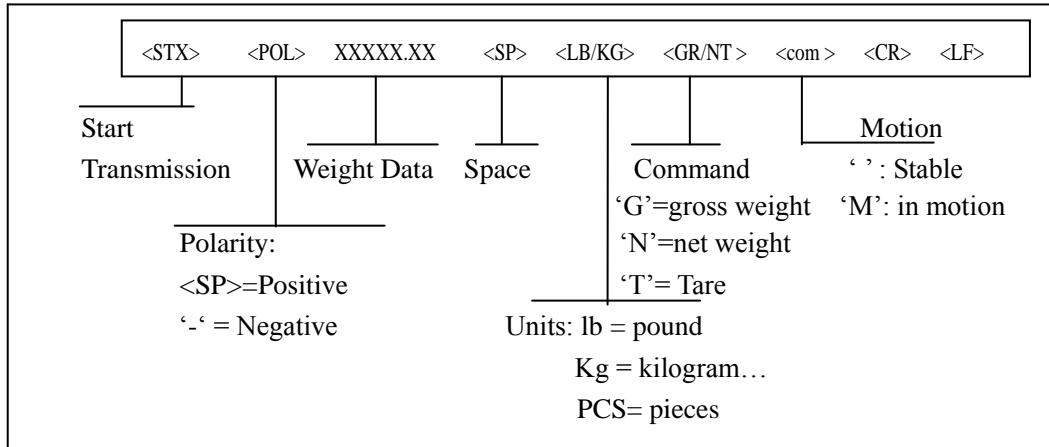 <STX> <POL> XXXXX.XX <SP> <LB/KG> <GR/NT > <com > <CR> <LF>
Start
Transmission
Weight Data
Space
Command
‘G’=gross weight
‘N’=net weight
‘T’= Tare
Motion
‘ ’ : Stable
‘M’: in motion
Polarity:
<SP>=Positive
‘-‘ = Negative
Units: lb = pound
Kg = kilogram…
PCS= pieces